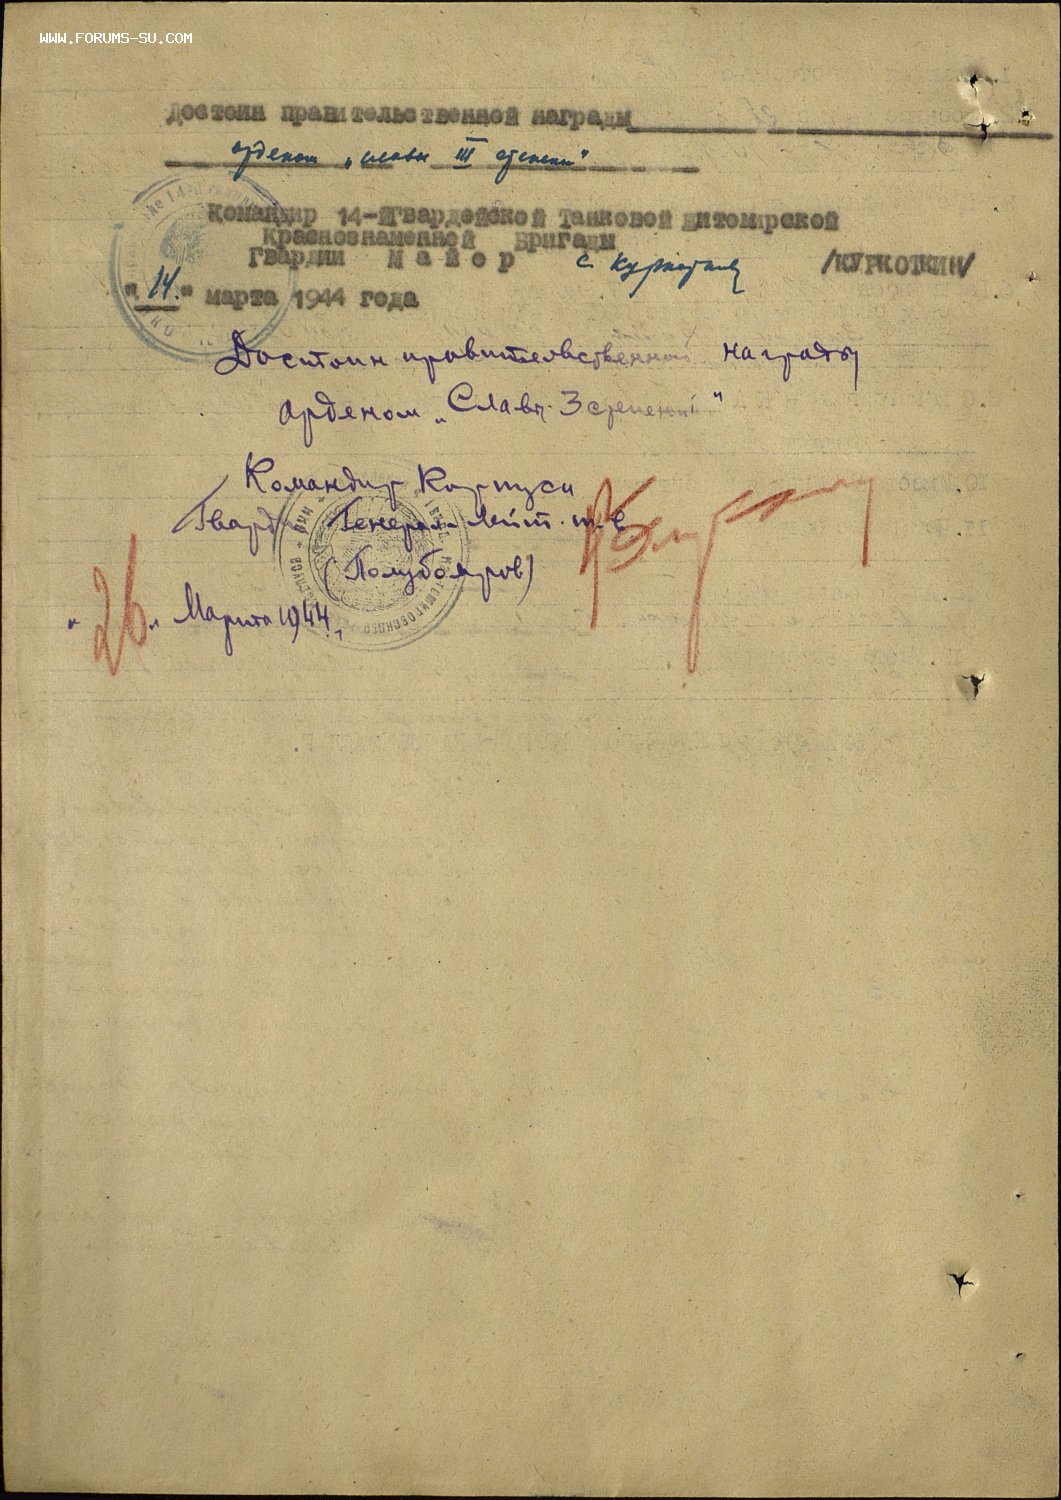 WWW.FORUMS-SU.COM
Достоин правительственной награды
орденом „славы III степени"
Командир 14-й Гвардейской Танковой Житомирской
Краснознаменной Бригады
Гвардии Майор С Куркоткин /КУРКОТКИН/
"14." марта 1944 года
Достоин правительственной награды
орденом „Славы 3 степени"
Командир Корпуса
Гвард Генерал-Лейт. т. в.
(Полубояров)
"26" Марта 1944 г